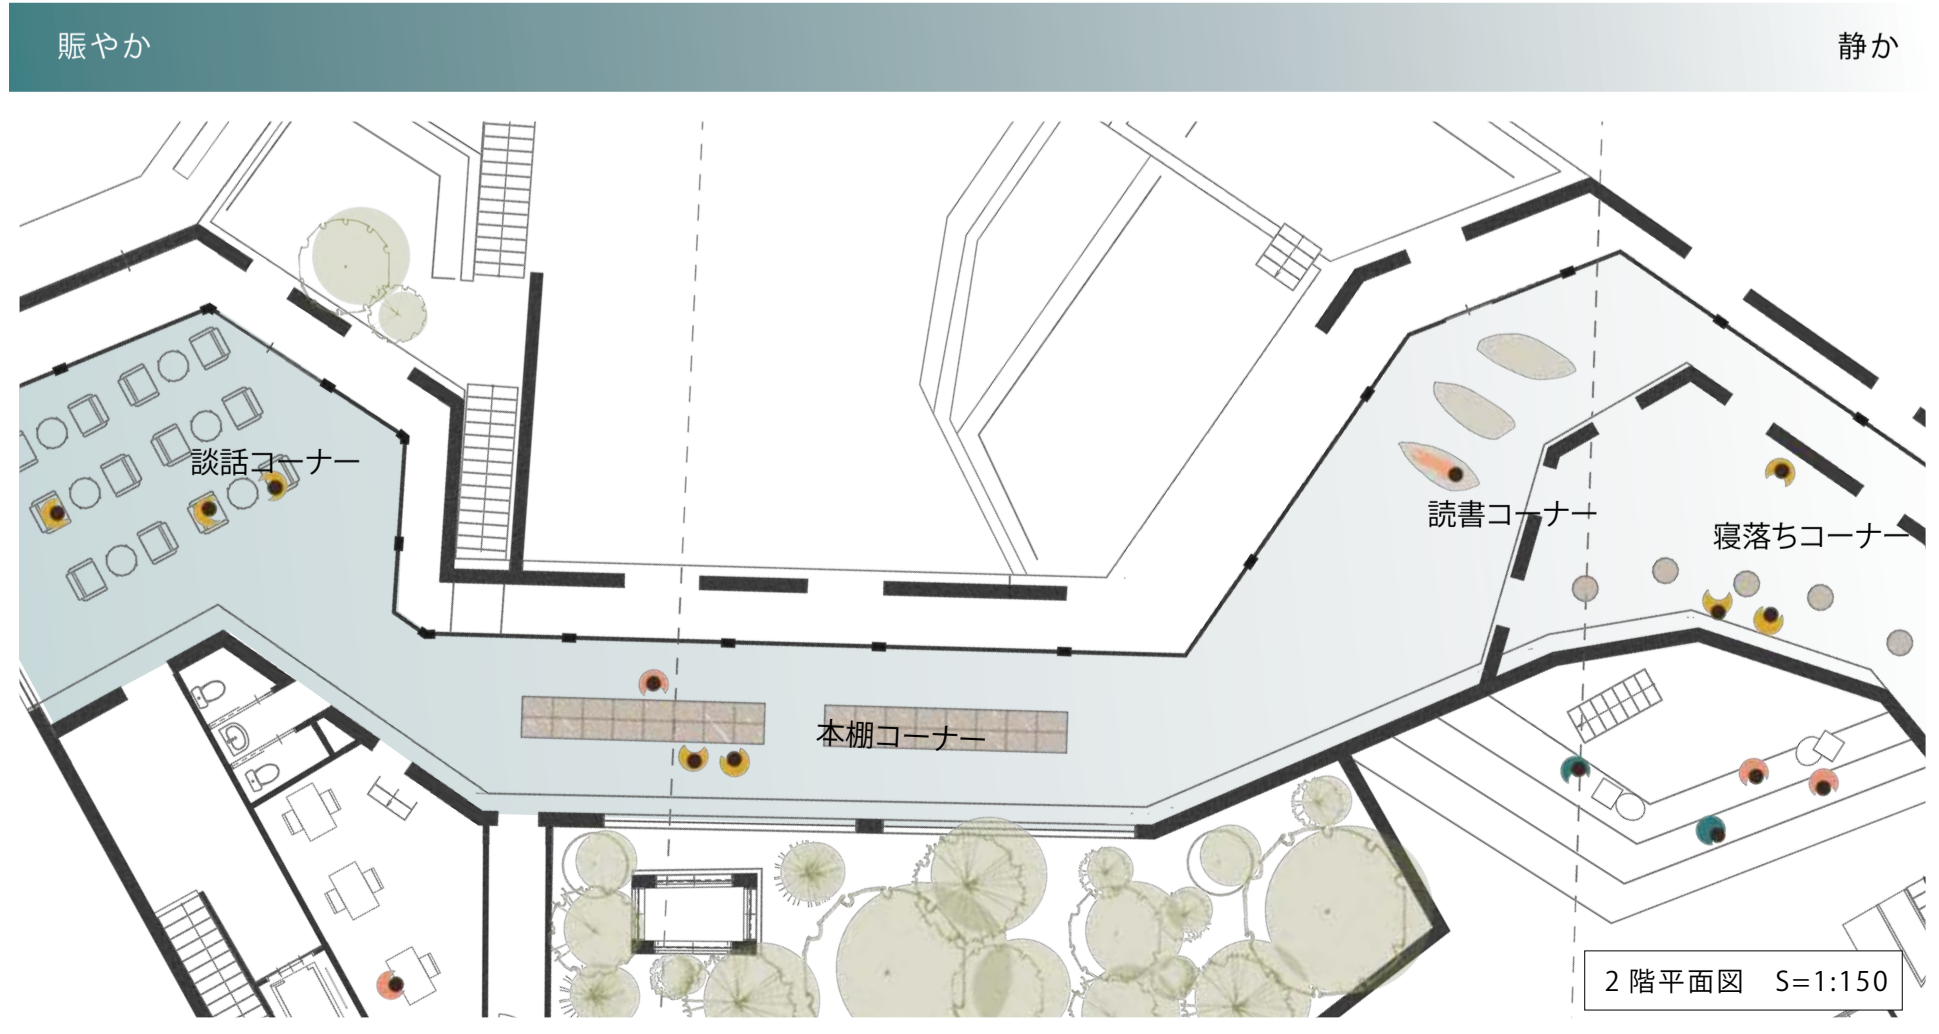 賑やか
静か
談話コーナー
読書コーナー
寝落ちコーナー
本棚コーナー
2 階平面図 S=1:150